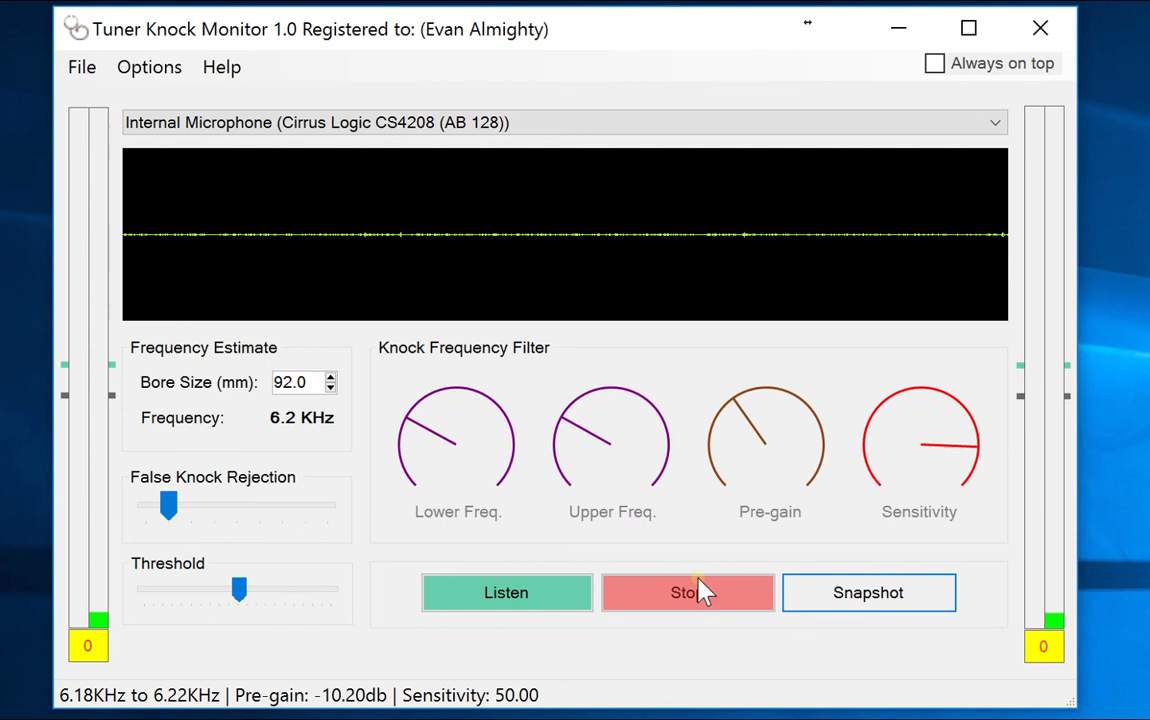 Tuner Knock Monitor 1.0 Registered to: (Evan Almighty)
File Options Help
Always on top
Internal Microphone (Cirrus Logic CS4208 (AB 128))
Frequency Estimate
Bore Size (mm): 92.0
Frequency: 6.2 KHz
False Knock Rejection
Threshold
Knock Frequency Filter
Lower Freq. Upper Freq. Pre-gain Sensitivity
Listen Stop Snapshot
0 0
6.18KHz to 6.22KHz | Pre-gain: -10.20db | Sensitivity: 50.00